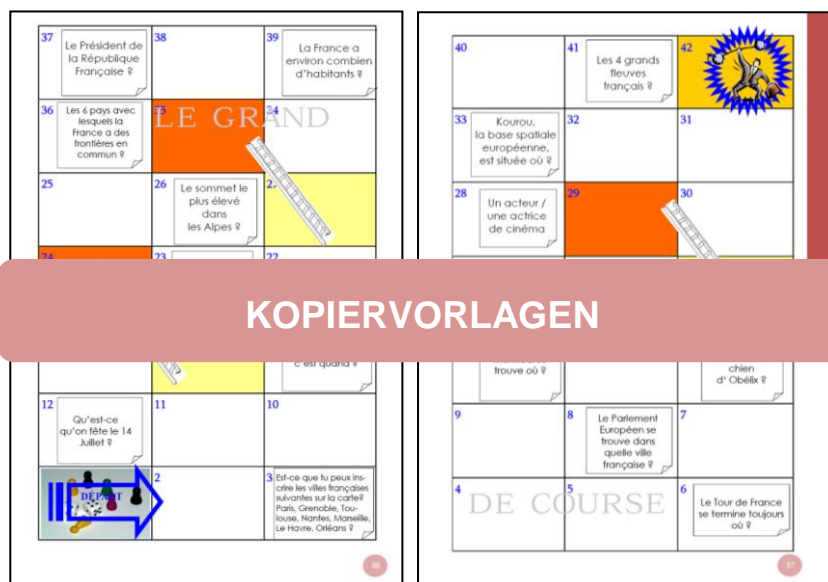 37
Le Président de
la République
Française ?
38
39
La France a
environ combien
d'habitants ?
36
Les 6 pays avec
lesquels la
France a des
frontières en
commun ?
35
34
LE GRAND
25
26
Le sommet le
plus élevé
dans
les Alpes ?
24
23
22
40
41
Les 4 grands
fleuves
français ?
42
33
Kourou,
la base spatiale
européenne,
est située où ?
32
31
28
Un acteur /
une actrice
de cinéma
29
30
KOPIERVORLAGEN
c'est quand ?
12
Qu'est-ce
qu'on fête le 14
Juillet ?
11
10
DÉPART
2
3
Est-ce que tu peux ins-
crire les villes françaises
suivantes sur la carte?
Paris, Grenoble, Tou-
louse, Nantes, Marseille,
Le Havre, Orléans ?
trouve où ?
chien
d' Obélix ?
9
8
Le Parlement
Européen se
trouve dans
quelle ville
française ?
7
4
5
DE COURSE
6
Le Tour de France
se termine toujours
où ?